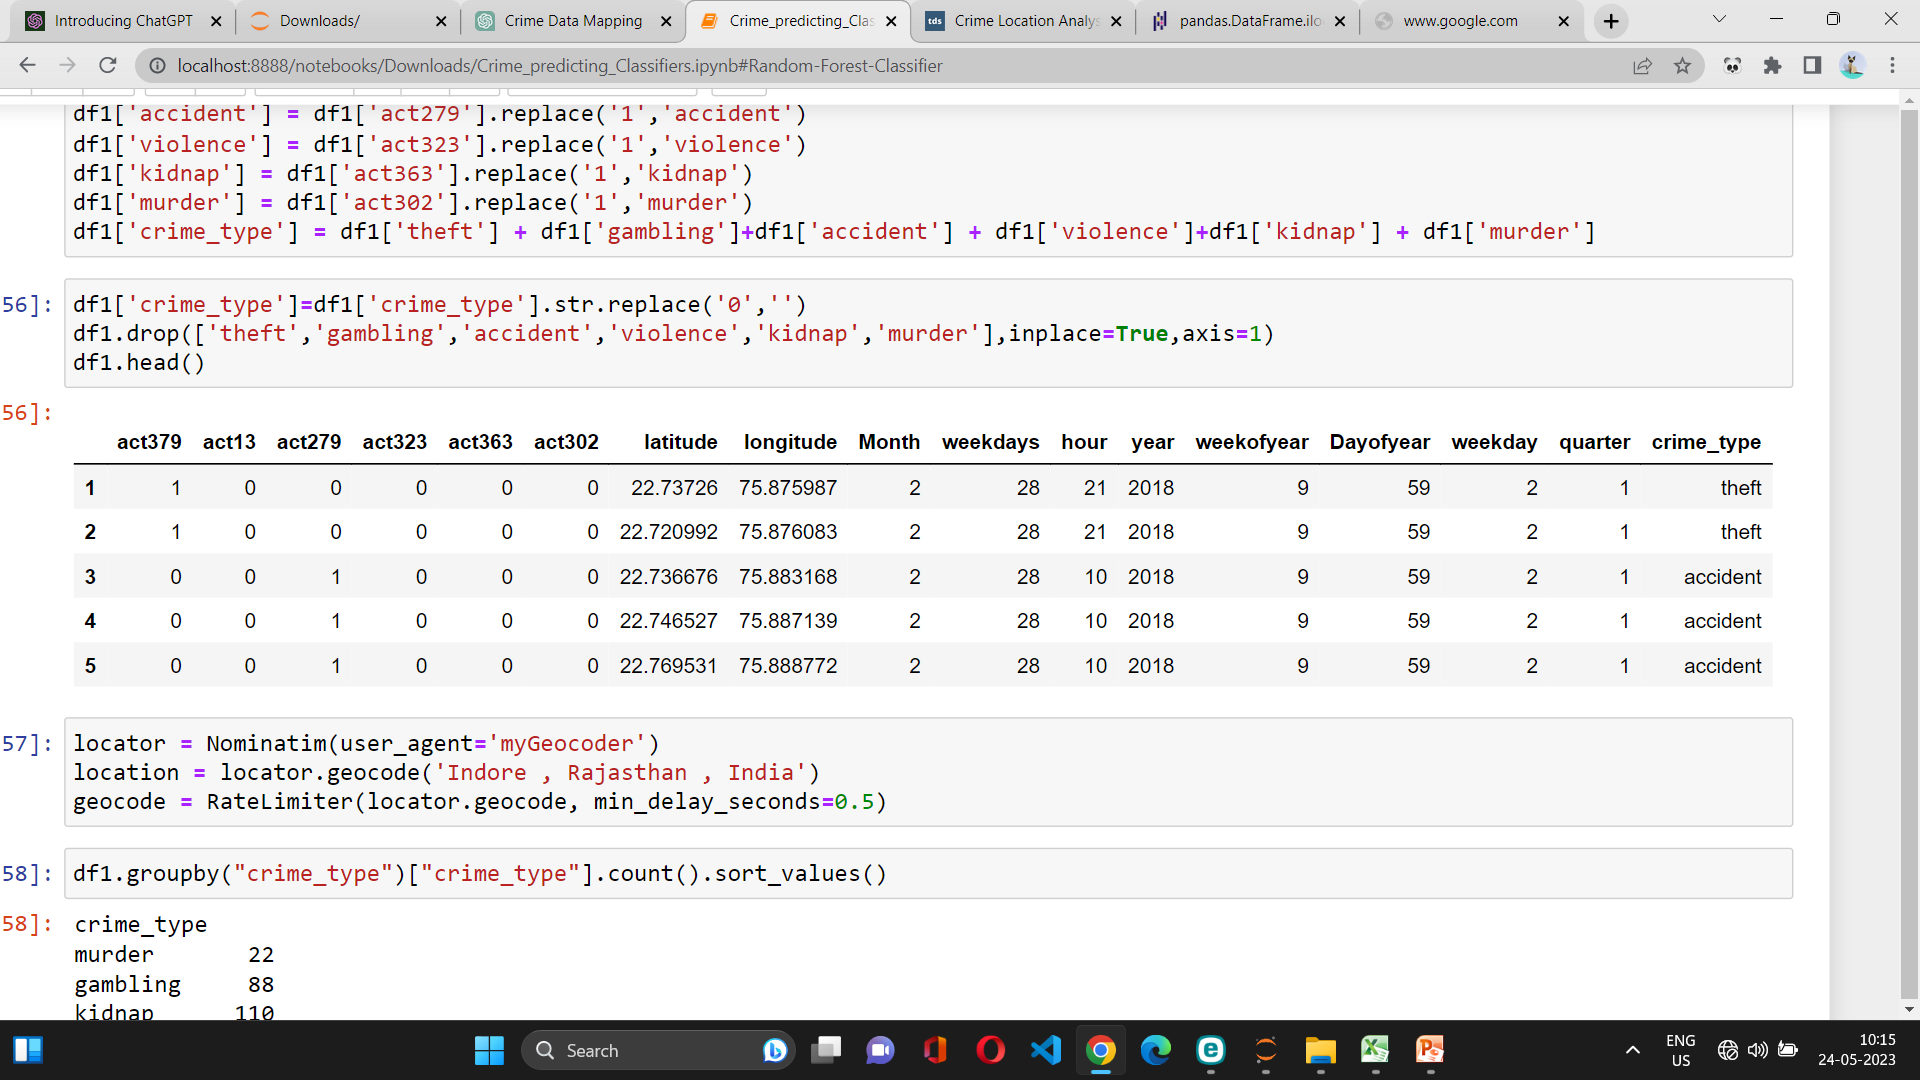 Introducing ChatGPT
Downloads/
Crime Data Mapping
Crime_predicting_Clas
Crime Location Analys
pandas.DataFrame.ilo
www.google.com
localhost:8888/notebooks/Downloads/Crime_predicting_Classifiers.ipynb#Random-Forest-Classifier
df1['accident'] = df1['act279'].replace('1','accident')
df1['violence'] = df1['act323'].replace('1','violence')
df1['kidnap'] = df1['act363'].replace('1','kidnap')
df1['murder'] = df1['act302'].replace('1','murder')
df1['crime_type'] = df1['theft'] + df1['gambling']+df1['accident'] + df1['violence']+df1['kidnap'] + df1['murder']
56]: df1['crime_type']=df1['crime_type'].str.replace('0','')
df1.drop(['theft','gambling','accident','violence','kidnap','murder'],inplace=True,axis=1)
df1.head()
56]:
act379 act13 act279 act323 act363 act302 latitude longitude Month weekdays hour year weekofyear Dayofyear weekday quarter crime_type
1 1 0 0 0 0 0 22.73726 75.875987 2 28 21 2018 9 59 2 1 theft
2 1 0 0 0 0 0 22.720992 75.876083 2 28 21 2018 9 59 2 1 theft
3 0 0 1 0 0 0 22.736676 75.883168 2 28 10 2018 9 59 2 1 accident
4 0 0 1 0 0 0 22.746527 75.887139 2 28 10 2018 9 59 2 1 accident
5 0 0 1 0 0 0 22.769531 75.888772 2 28 10 2018 9 59 2 1 accident
57]: locator = Nominatim(user_agent='myGeocoder')
location = locator.geocode('Indore , Rajasthan , India')
geocode = RateLimiter(locator.geocode, min_delay_seconds=0.5)
58]: df1.groupby("crime_type")["crime_type"].count().sort_values()
58]: crime_type
murder 22
gambling 88
kidnap 110
Search
ENG
US
10:15
24-05-2023